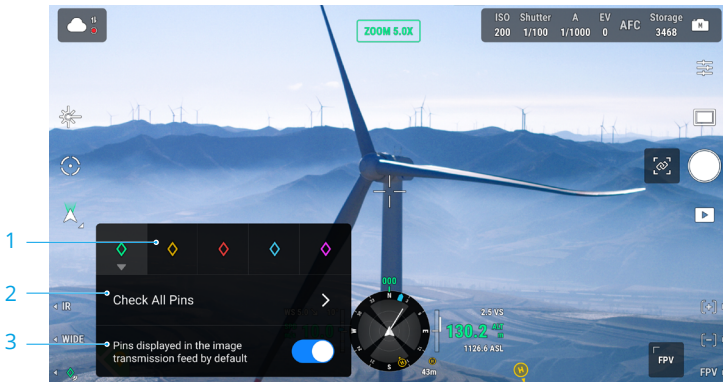 ZOOM 5.0X
ISO Shutter A EV AFC Storage
200 1/100 1/1000 0 3468
M
1
2
3
Check All Pins
Pins displayed in the image
transmission feed by default
IR
WIDE
000
N
E
S
W
H
43m
2.5 VS
130.2 ALT
m
1126.6 ASL
H
FPV
FPV